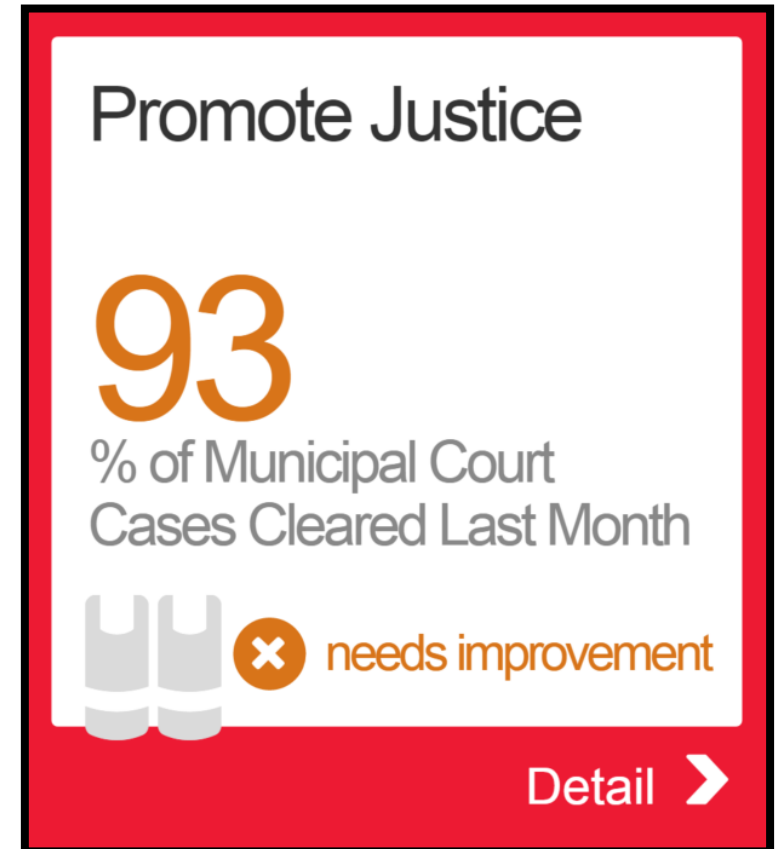 Promote Justice
93
% of Municipal Court
Cases Cleared Last Month
needs improvement
Detail